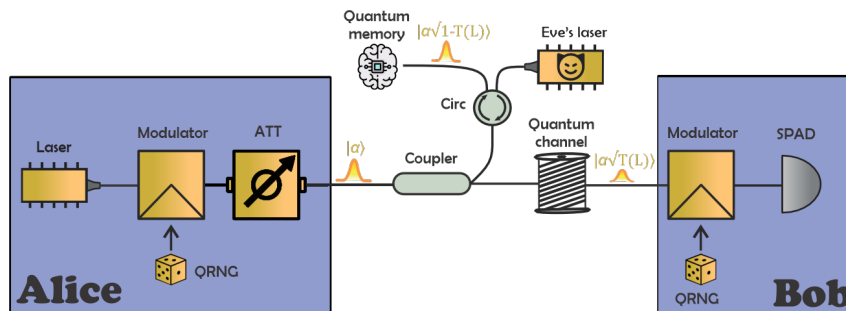 Quantum
memory
|α√1-T(L)⟩
Eve's laser
Circ
Laser
Modulator
ATT
|α⟩
Coupler
Quantum
channel
|α√T(L)⟩
Modulator
SPAD
QRNG
Alice
QRNG
Bob